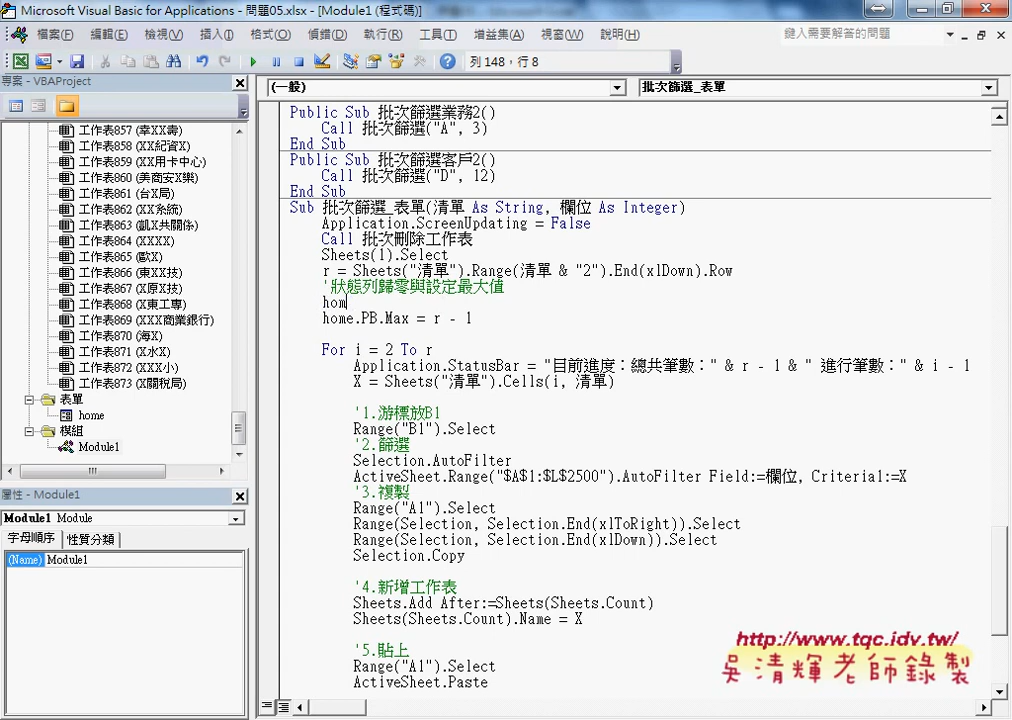 Microsoft Visual Basic for Applications - 問題05.xlsx - [Module1 (程式碼)]
檔案(F) 編輯(E) 檢視(V) 插入(I) 格式(O) 偵錯(D) 執行(R) 工具(T) 增益集(A) 視窗(W) 說明(H) 鍵入需要解答的問題
列 148，行 8
專案 - VBAProject
工作表857 (幸XX壽)
工作表858 (XX紀資X)
工作表859 (XX用卡中心)
工作表860 (美商安X樂)
工作表861 (台X局)
工作表862 (XX系統)
工作表863 (凱X共關係)
工作表864 (XXXX)
工作表865 (歐X)
工作表866 (東XX技)
工作表867 (X原X技)
工作表868 (X東工專)
工作表869 (XXX商業銀行)
工作表870 (海X)
工作表871 (X水X)
工作表872 (XXX小)
工作表873 (X關稅局)
表單
home
模組
Module1
屬性 - Module1
Module1 Module
字母順序 性質分類
(Name) Module1
(一般) 批次篩選_表單
Public Sub 批次篩選業務2()
Call 批次篩選("A", 3)
End Sub
Public Sub 批次篩選客戶2()
Call 批次篩選("D", 12)
End Sub
Sub 批次篩選_表單(清單 As String, 欄位 As Integer)
Application.ScreenUpdating = False
Call 批次刪除工作表
Sheets(1).Select
r = Sheets("清單").Range(清單 & "2").End(xlDown).Row
'狀態列歸零與設定最大值
hom
home.PB.Max = r - 1
For i = 2 To r
Application.StatusBar = "目前進度：總共筆數：" & r - 1 & " 進行筆數：" & i - 1
X = Sheets("清單").Cells(i, 清單)
'1.游標放B1
Range("B1").Select
'2.篩選
Selection.AutoFilter
ActiveSheet.Range("$A$1:$L$2500").AutoFilter Field:=欄位, Criteria1:=X
'3.複製
Range("A1").Select
Range(Selection, Selection.End(xlToRight)).Select
Range(Selection, Selection.End(xlDown)).Select
Selection.Copy
'4.新增工作表
Sheets.Add After:=Sheets(Sheets.Count)
Sheets(Sheets.Count).Name = X
'5.貼上
Range("A1").Select
ActiveSheet.Paste
http://www.tqc.idv.tw/
吳清輝老師錄製